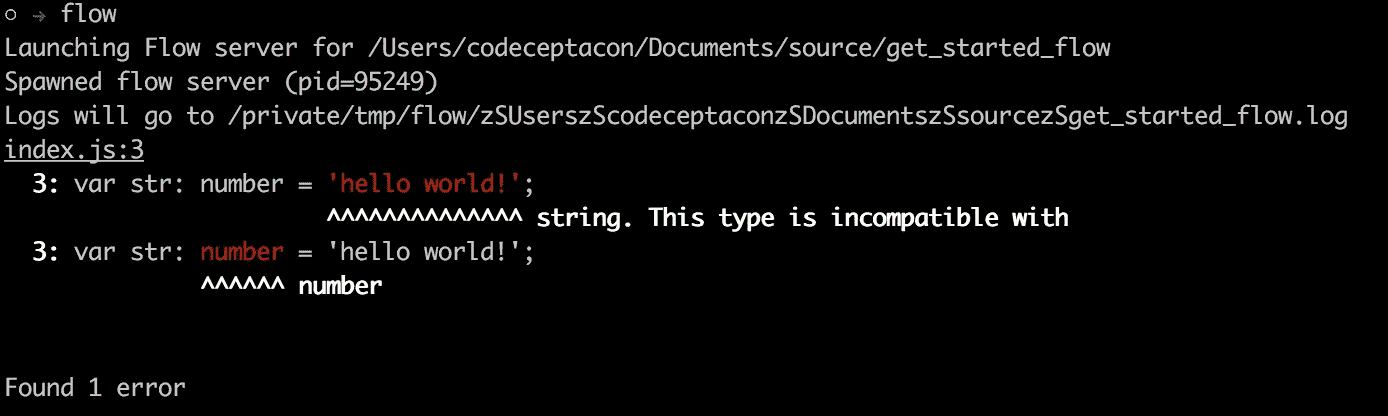 ○ → flow
Launching Flow server for /Users/codeceptacon/Documents/source/get_started_flow
Spawned flow server (pid=95249)
Logs will go to /private/tmp/flow/zSUserszScodeceptaconzSDocumentszSsourcezSget_started_flow.log
index.js:3
  3: var str: number = 'hello world!';
                       ^^^^^^^^^^^^^^ string. This type is incompatible with
  3: var str: number = 'hello world!';
              ^^^^^^ number
Found 1 error